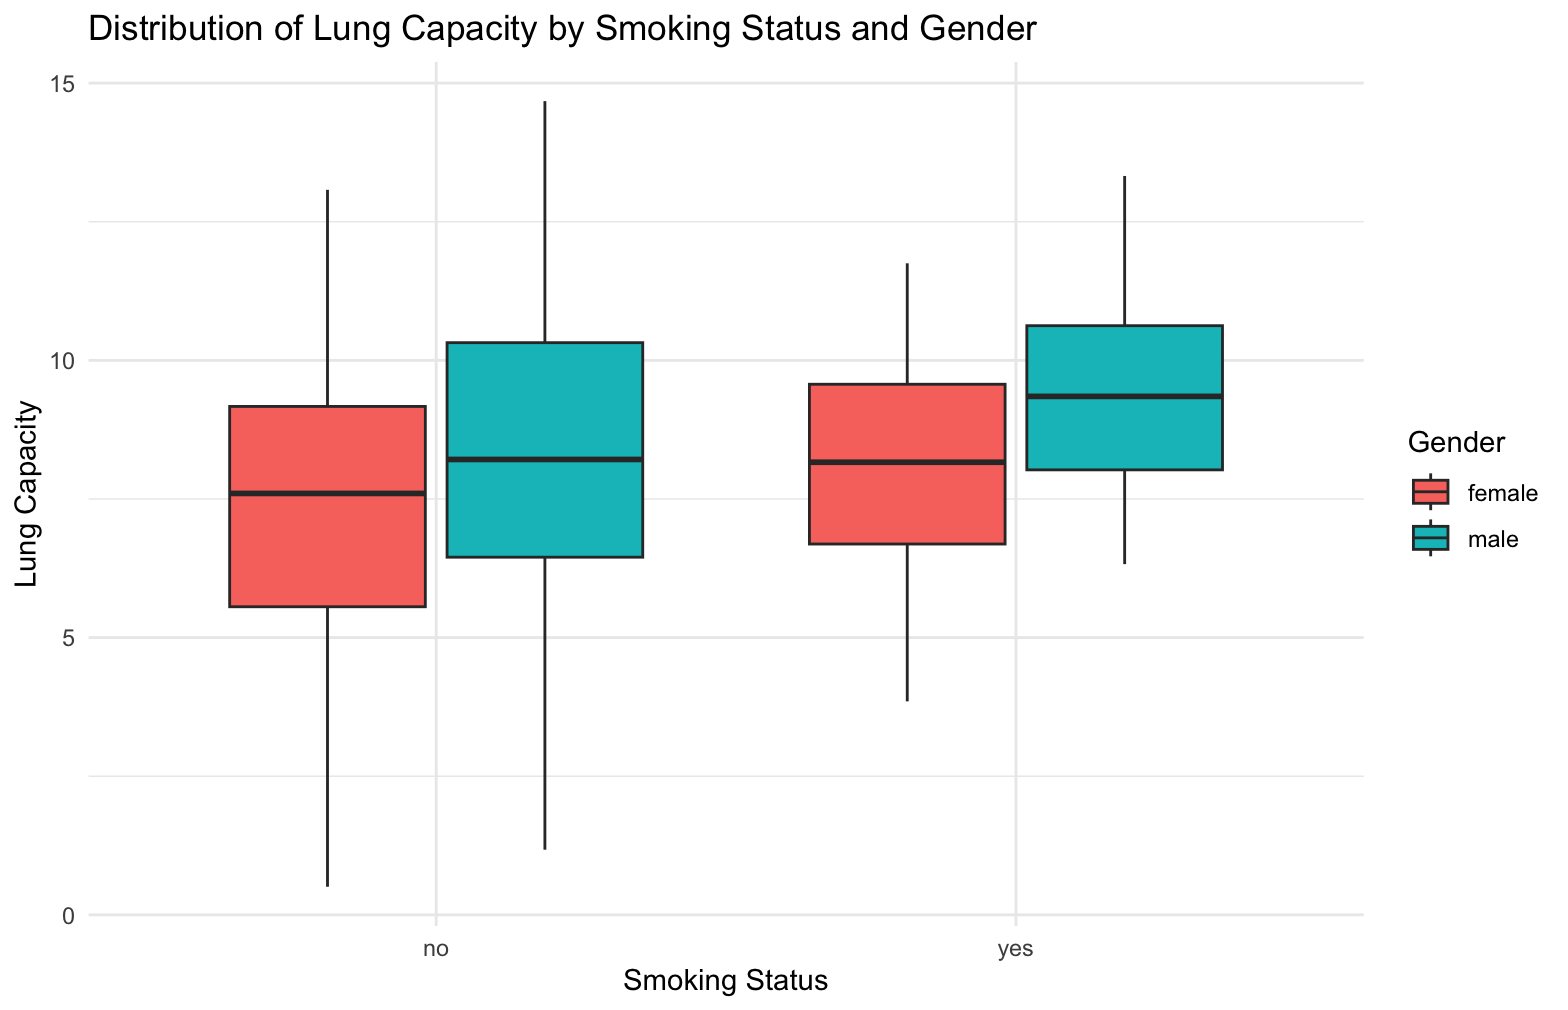 Distribution of Lung Capacity by Smoking Status and Gender
15
10
5
0
Lung Capacity
no
yes
Smoking Status
Gender
female
male